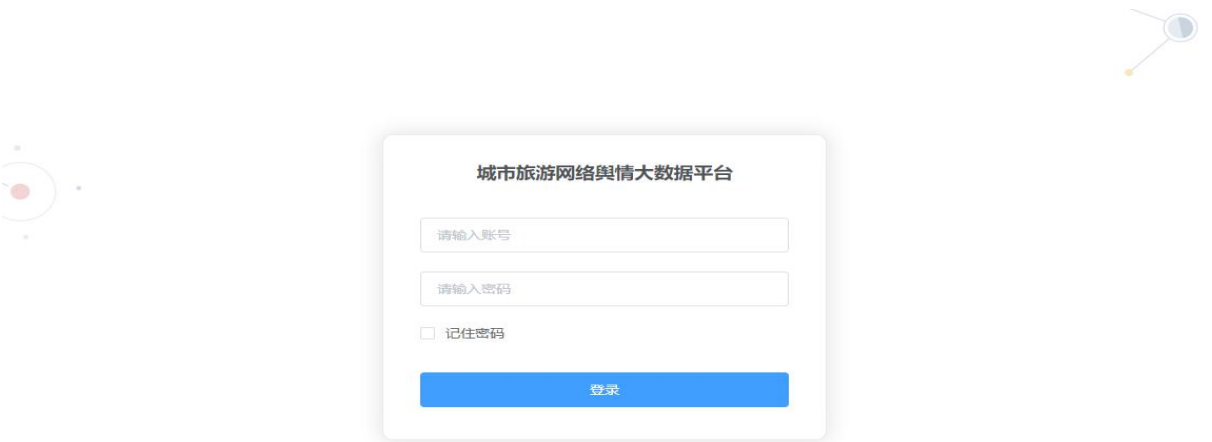 城市旅游网络舆情大数据平台
请输入账号
请输入密码
记住密码
登录